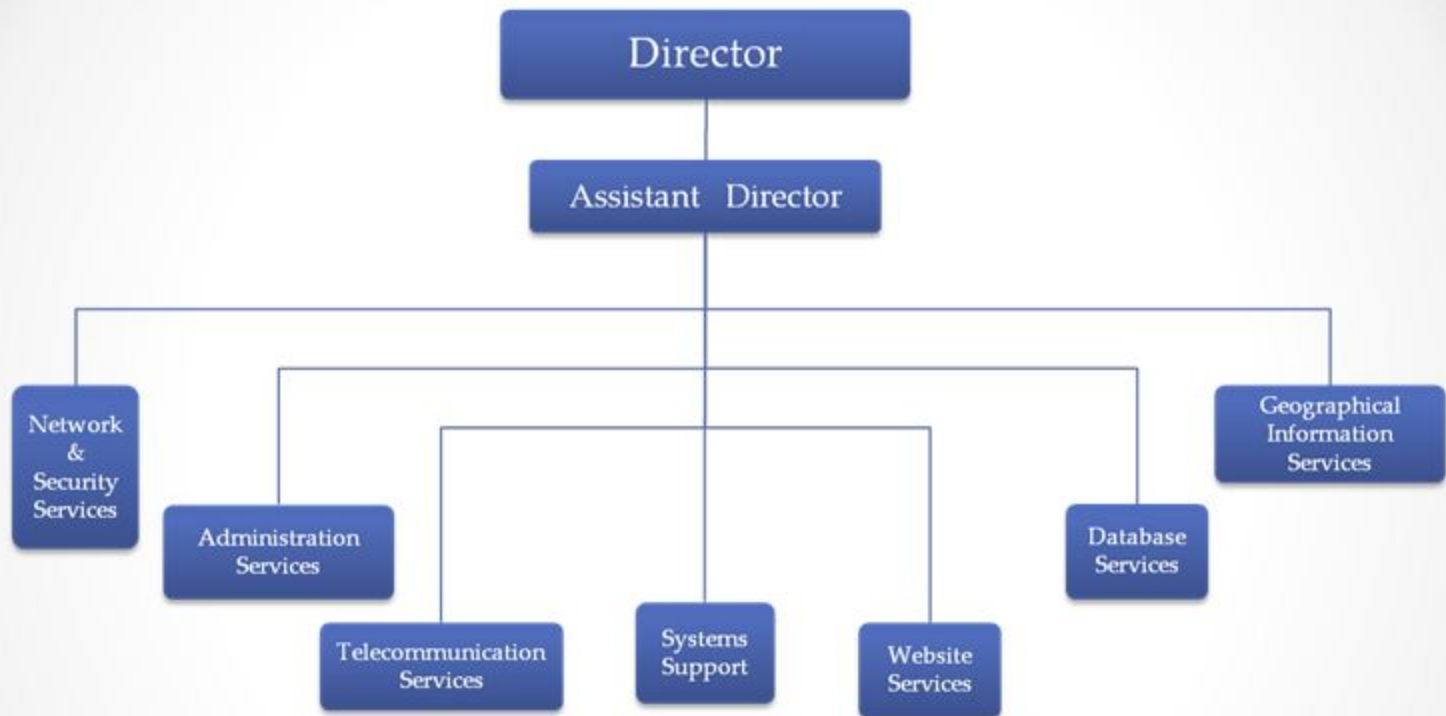 Director
Assistant Director
Network
&
Security
Services
Administration
Services
Telecommunication
Services
Systems
Support
Website
Services
Database
Services
Geographical
Information
Services